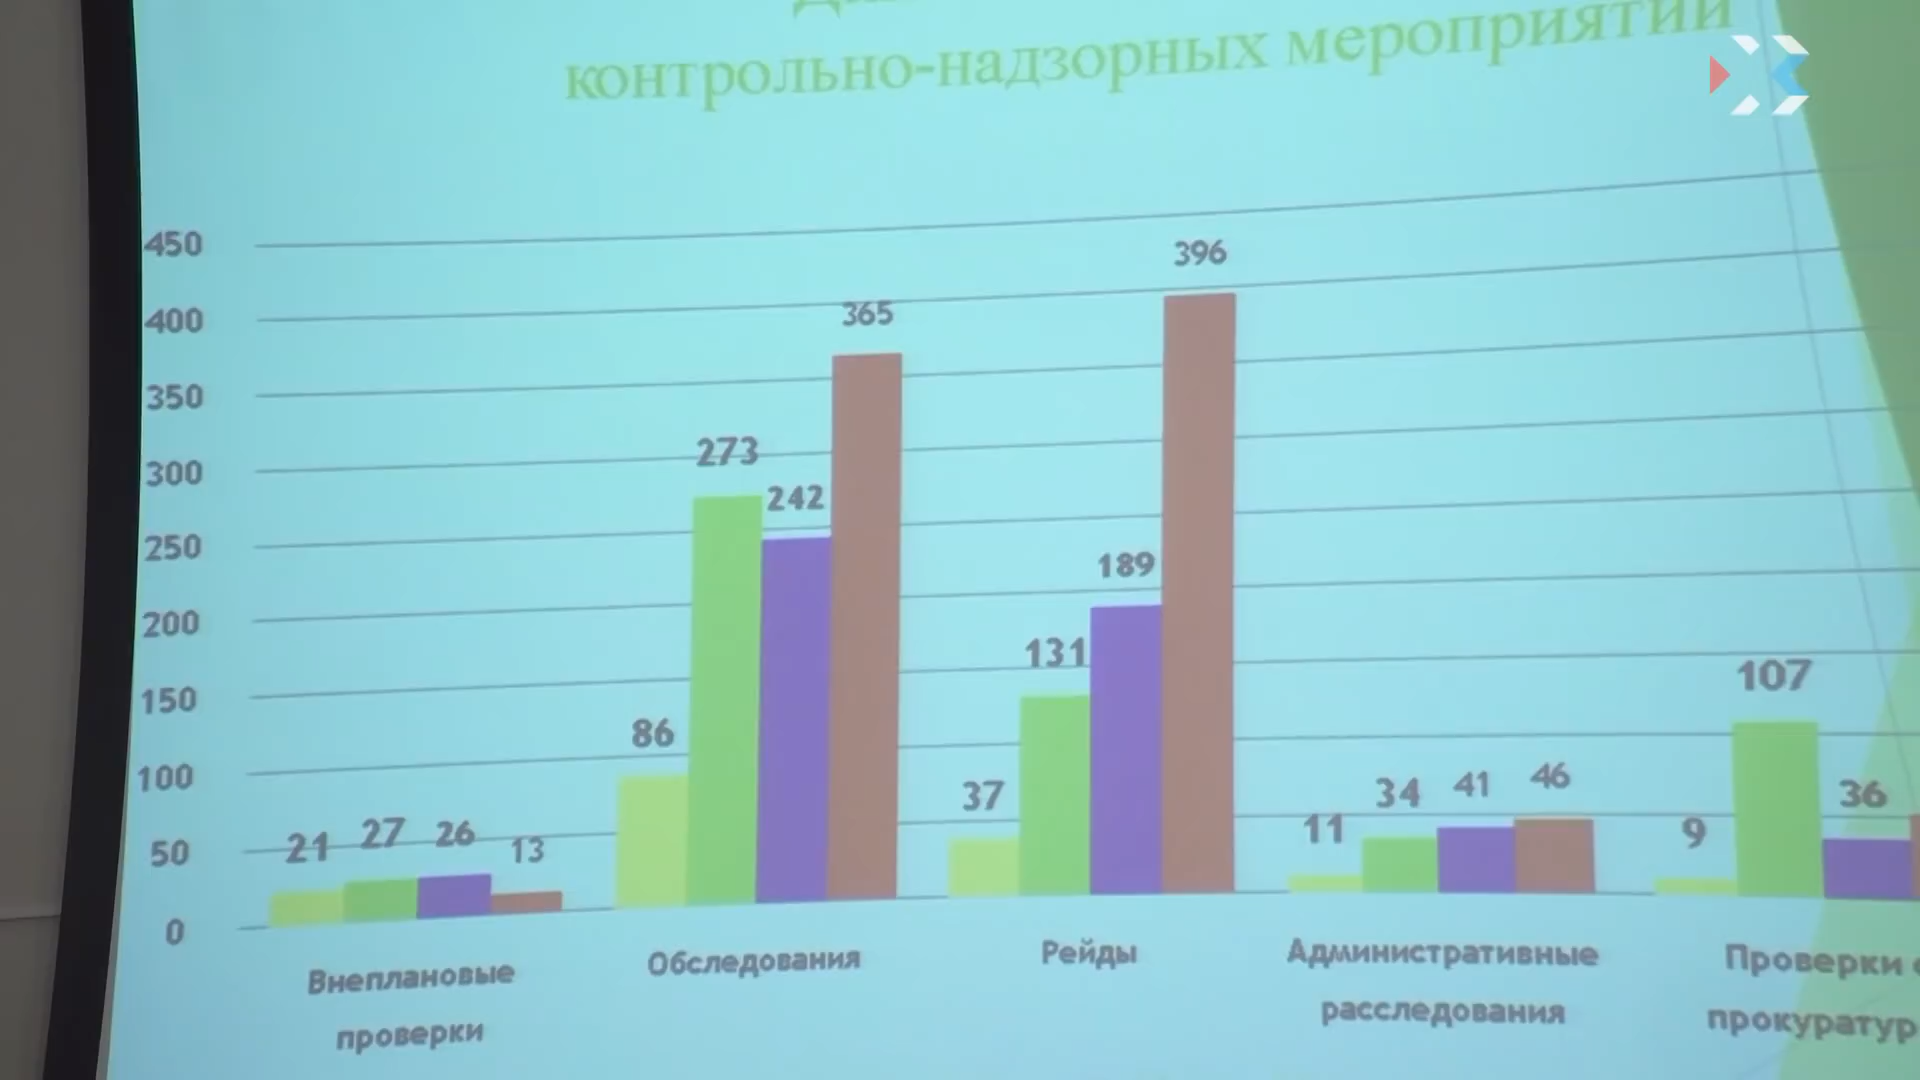 контрольно-надзорных мероприятий
450
400
350
300
250
200
150
100
50
0
21 27 26 13
86 273 242 365
37 131 189 396
11 34 41 46
9 107 36
Внеплановые
проверки
Обследования
Рейды
Административные
расследования
Проверки